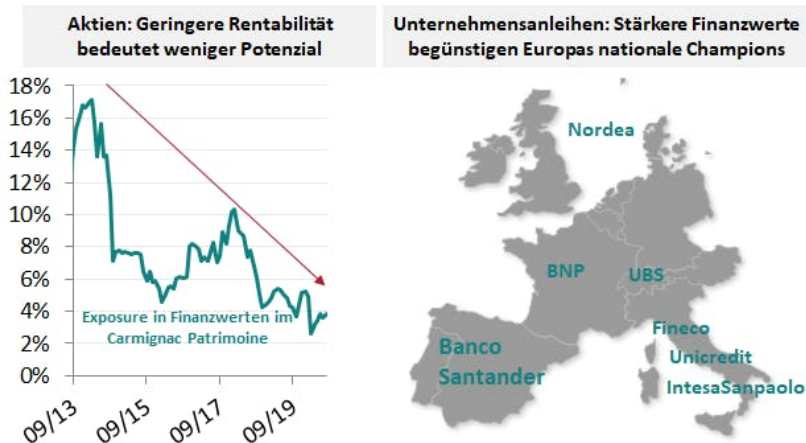 Aktien: Geringere Rentabilität
bedeutet weniger Potenzial
18%
16%
14%
12%
10%
8%
6%
4%
2%
0%
Exposure in Finanzwerten im
Carmignac Patrimoine
09/13
09/15
09/17
09/19
Unternehmensanleihen: Stärkere Finanzwerte
begünstigen Europas nationale Champions
Nordea
BNP
UBS
Fineco
Banco
Santander
Unicredit
IntesaSanpaolo